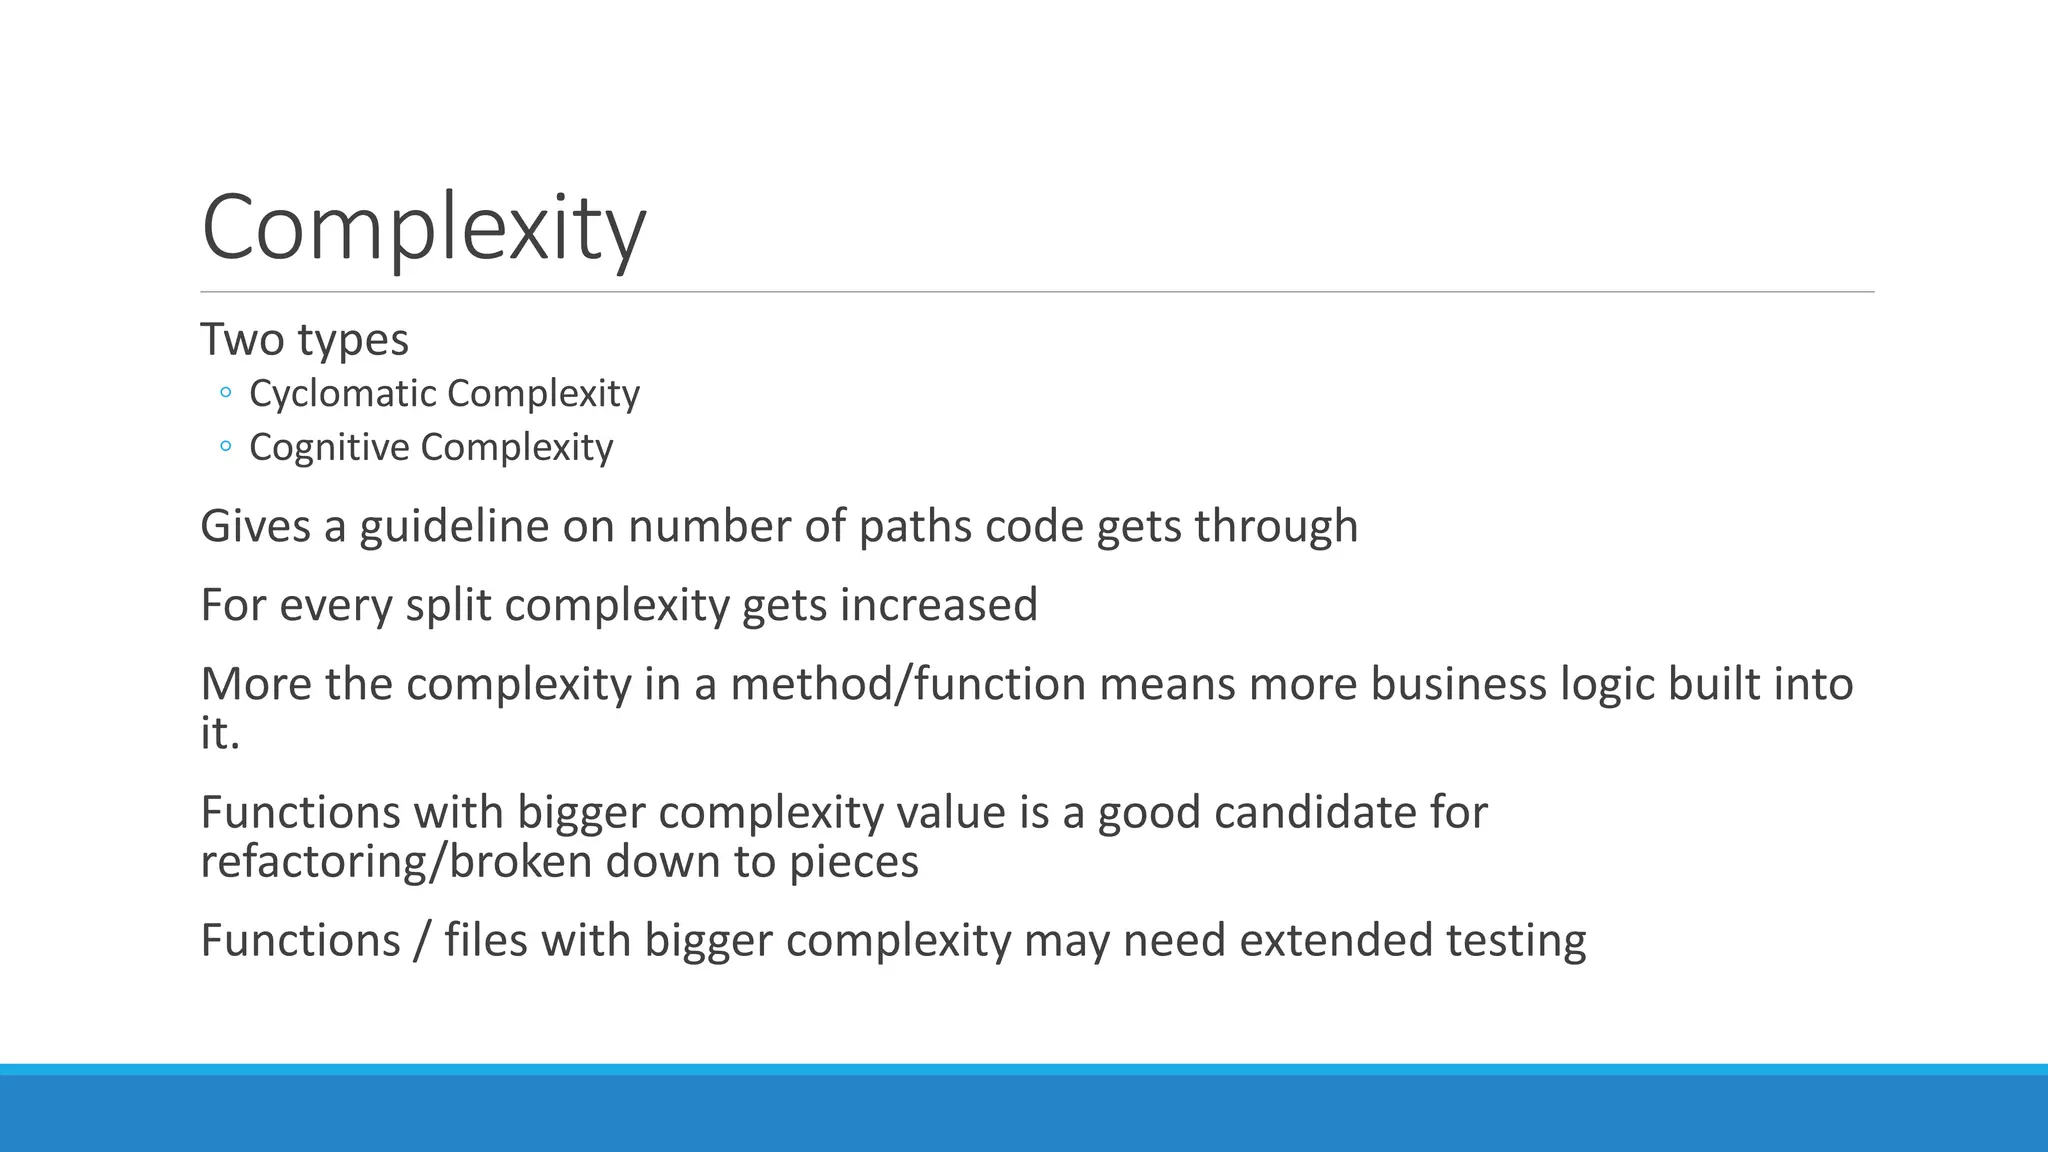 Complexity
Two types
◦ Cyclomatic Complexity
◦ Cognitive Complexity
Gives a guideline on number of paths code gets through
For every split complexity gets increased
More the complexity in a method/function means more business logic built into
it.
Functions with bigger complexity value is a good candidate for
refactoring/broken down to pieces
Functions / files with bigger complexity may need extended testing